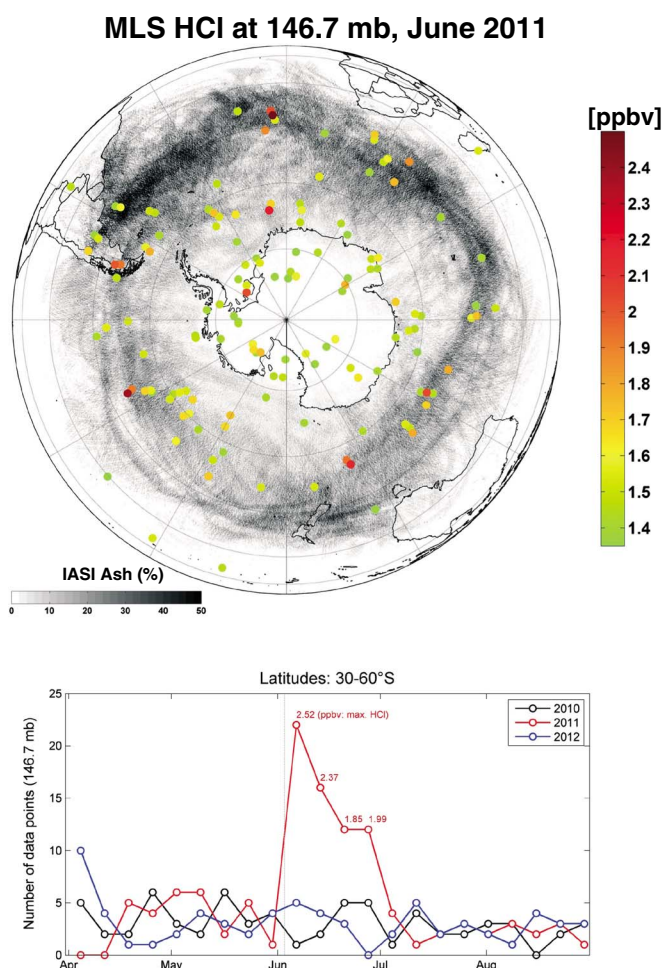 MLS HCl at 146.7 mb, June 2011
[ppbv]
2.4
2.3
2.2
2.1
2
1.9
1.8
1.7
1.6
1.5
1.4
IASI Ash (%)
0 10 20 30 40 50
Latitudes: 30-60°S
Number of data points (146.7 mb)
25
20
15
10
5
0
2.52 (ppbv: max. HCl)
2.37
1.85 1.99
2010
2011
2012
Apr May Jun Jul Aug